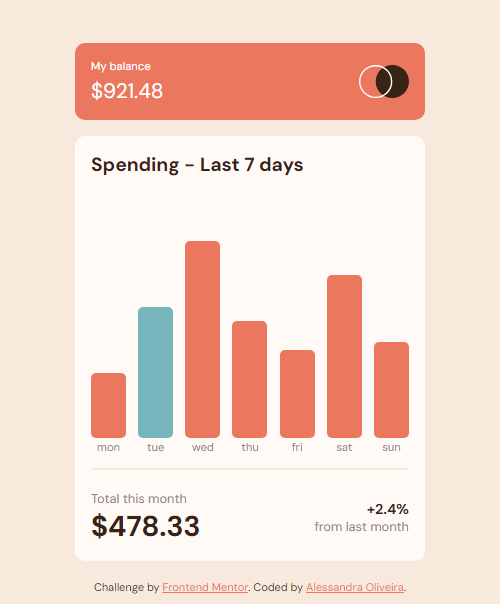 My balance
$921.48
Spending - Last 7 days
mon tue wed thu fri sat sun
Total this month
$478.33
+2.4%
from last month
Challenge by Frontend Mentor. Coded by Alessandra Oliveira.